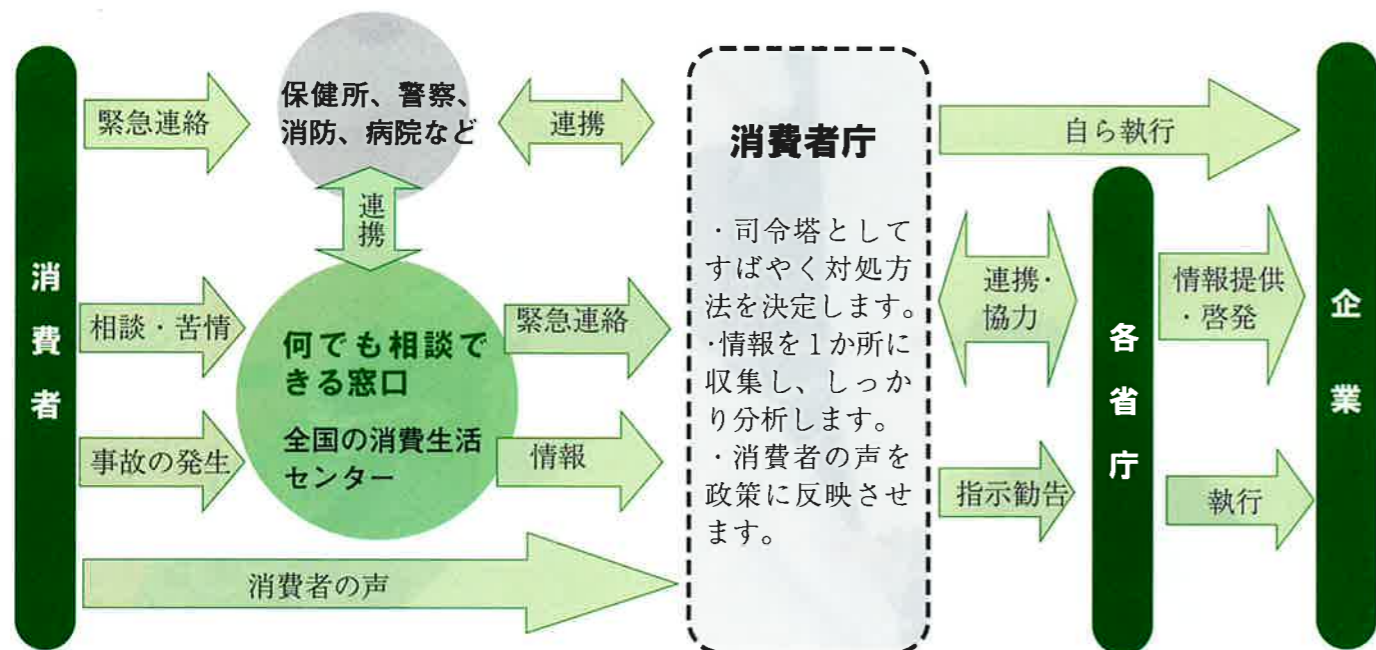 消費者
緊急連絡
保健所、警察、
消防、病院など
連携
連携
相談・苦情
事故の発生
何でも相談で
きる窓口
全国の消費生活
センター
緊急連絡
情報
消費者の声
消費者庁
・司令塔として
すばやく対処方
法を決定します。
・情報を１か所に
収集し、しっか
り分析します。
・消費者の声を
政策に反映させ
ます。
自ら執行
連携・
協力
指示勧告
各省庁
情報提供
・啓発
執行
企業